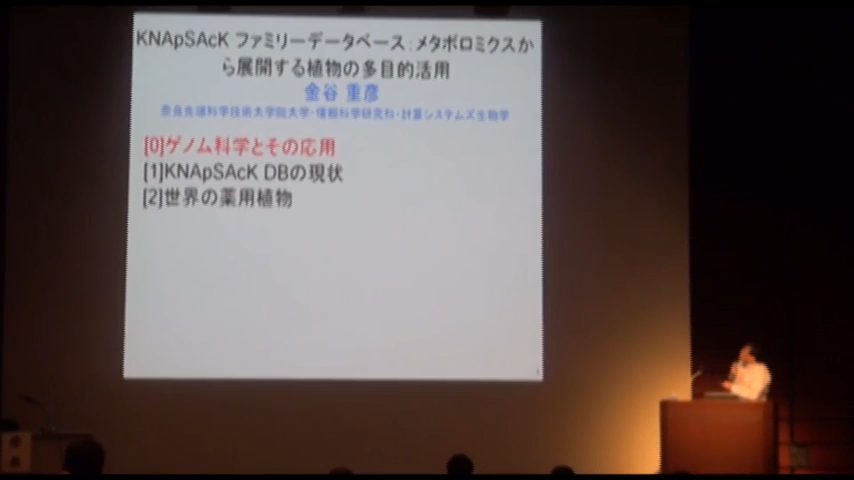 KNApSAcK ファミリーデータベース:メタボロミクスか
ら展開する植物の多目的活用
金谷 重彦
奈良先端科学技術大学院大学・情報科学研究科・計算システムズ生物学
[0]ゲノム科学とその応用
[1]KNApSAcK DBの現状
[2]世界の薬用植物
1